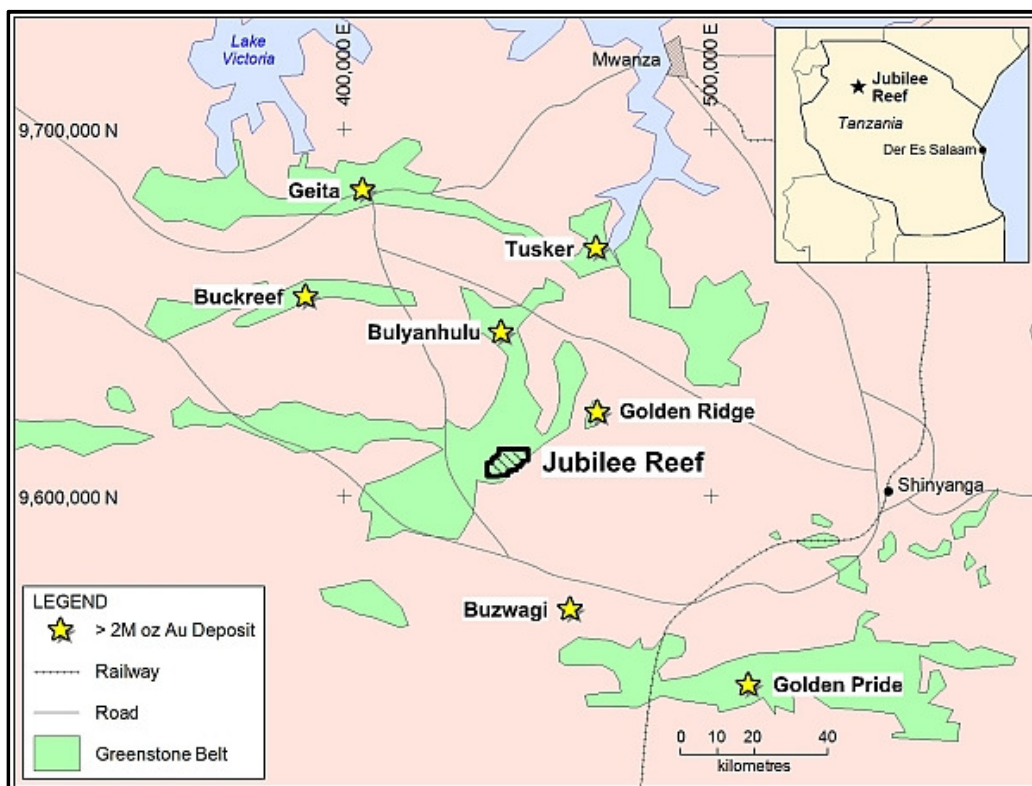 Lake
Victoria
400,000 E
Mwanza
500,000 E
Jubilee
Reef
Tanzania
Der Es Salaam
9,700,000 N
Geita
Tusker
Buckreef
Bulyanhulu
Golden Ridge
Jubilee Reef
9,600,000 N
Shinyanga
Buzwagi
Golden Pride
LEGEND
> 2M oz Au Deposit
Railway
Road
Greenstone Belt
0 10 20 40
kilometres